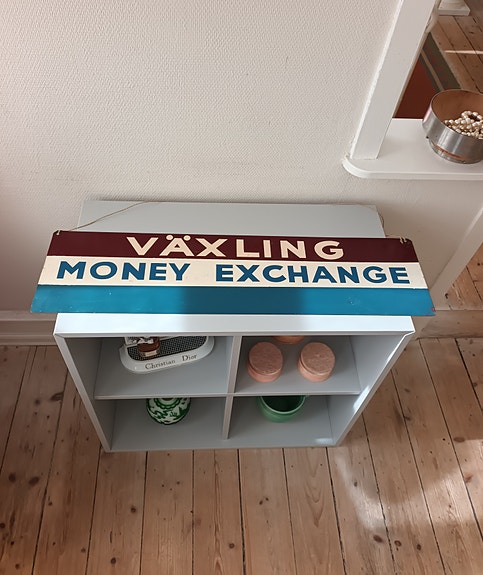 VÄXLING
MONEY EXCHANGE
Christian Dior